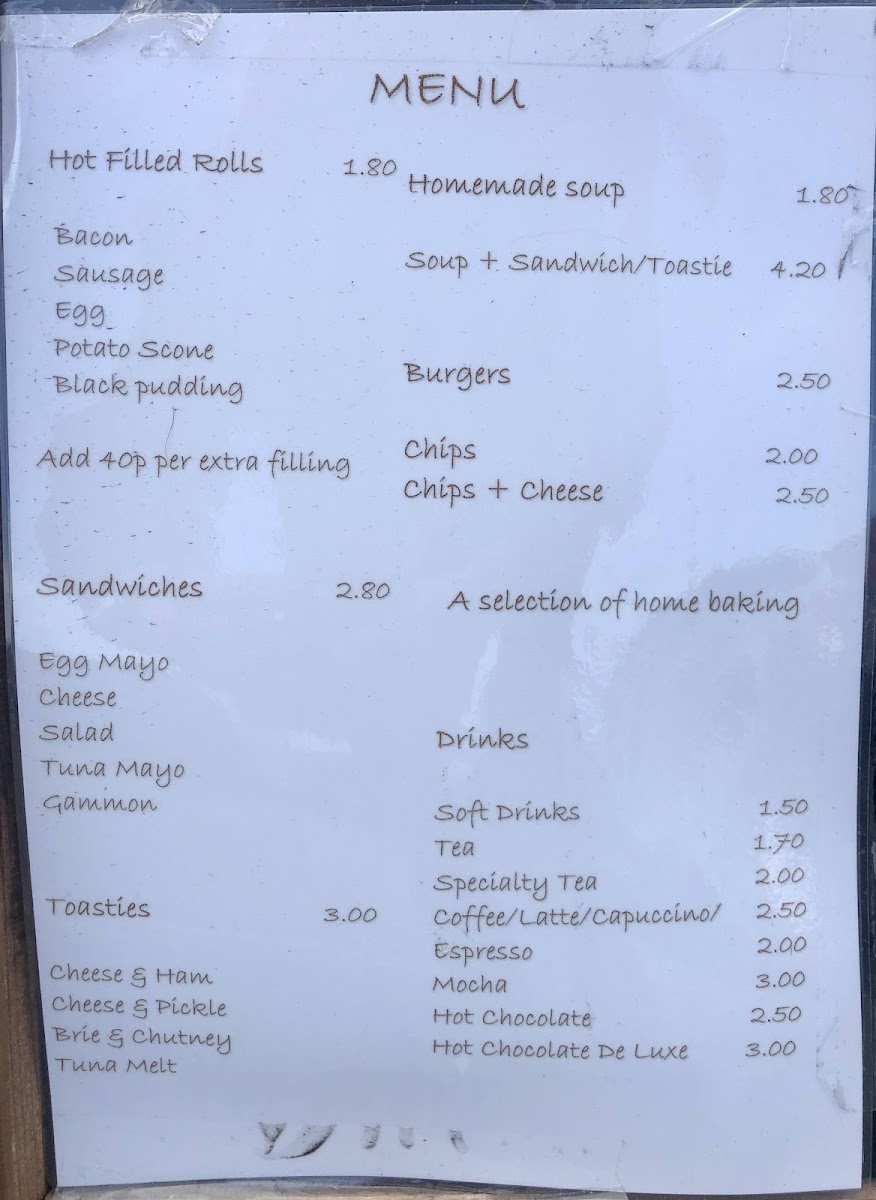 MENU
Hot Filled Rolls 1.80
Bacon
Sausage
Egg
Potato Scone
Black pudding
Add 40p per extra filling
Sandwiches 2.80
Egg Mayo
Cheese
Salad
Tuna Mayo
Gammon
Toasties 3.00
Cheese & Ham
Cheese & Pickle
Brie & Chutney
Tuna Melt
Homemade soup 1.80
Soup + Sandwich/Toastie 4.20
Burgers 2.50
Chips 2.00
Chips + Cheese 2.50
A selection of home baking
Drinks
Soft Drinks 1.50
Tea 1.70
Specialty Tea 2.00
Coffee/Latte/Capuccino/ 2.50
Espresso 2.00
Mocha 3.00
Hot Chocolate 2.50
Hot Chocolate De Luxe 3.00